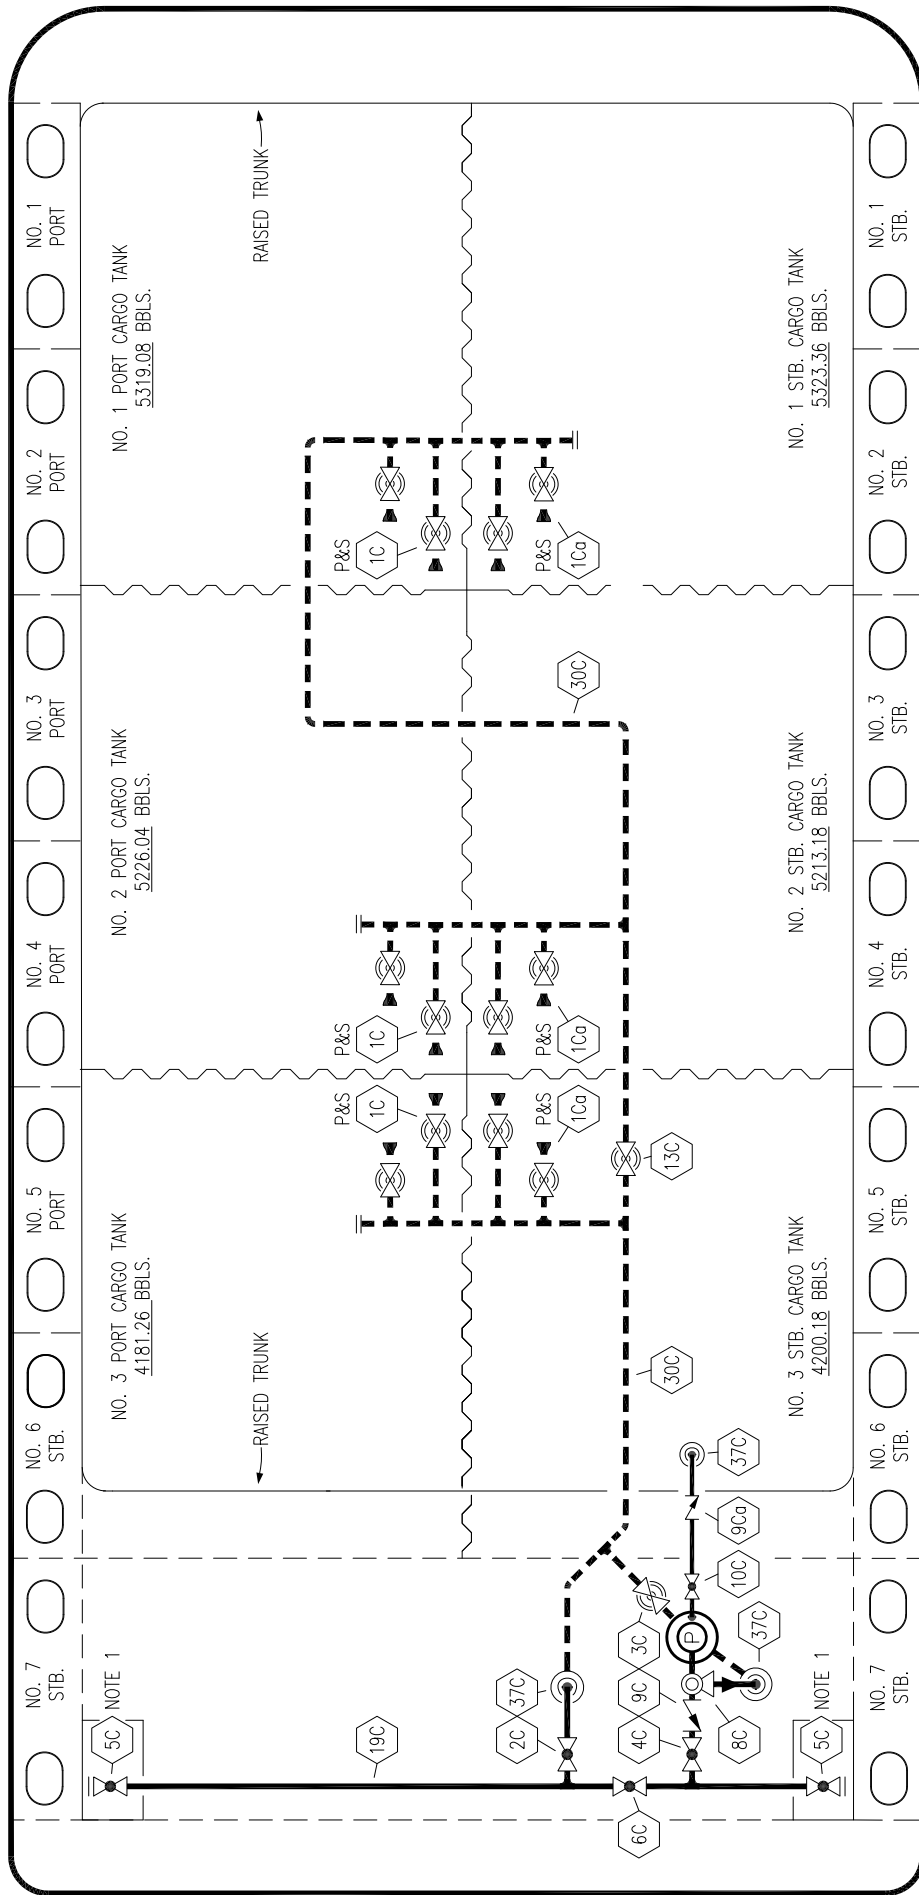 NO. 7
STB.
NO. 6
STB.
NO. 5
PORT
NO. 4
PORT
NO. 3
PORT
NO. 2
PORT
NO. 1
PORT
5C
NOTE 1
NO. 3 PORT CARGO TANK
4181.26 BBLS.
NO. 2 PORT CARGO TANK
5226.04 BBLS.
NO. 1 PORT CARGO TANK
5319.08 BBLS.
RAISED TRUNK
RAISED TRUNK
19C
P&S
1C
P&S
1C
P&S
1C
2C
37C
P&S
1Ca
P&S
1Ca
P&S
1Ca
30C
6C
4C
9C
3C
30C
13C
8C
37C
10C
9Ca
37C
5C
NOTE 1
NO. 3 STB. CARGO TANK
4200.18 BBLS.
NO. 2 STB. CARGO TANK
5213.18 BBLS.
NO. 1 STB. CARGO TANK
5323.36 BBLS.
P
NO. 7
STB.
NO. 6
STB.
NO. 5
STB.
NO. 4
STB.
NO. 3
STB.
NO. 2
STB.
NO. 1
STB.